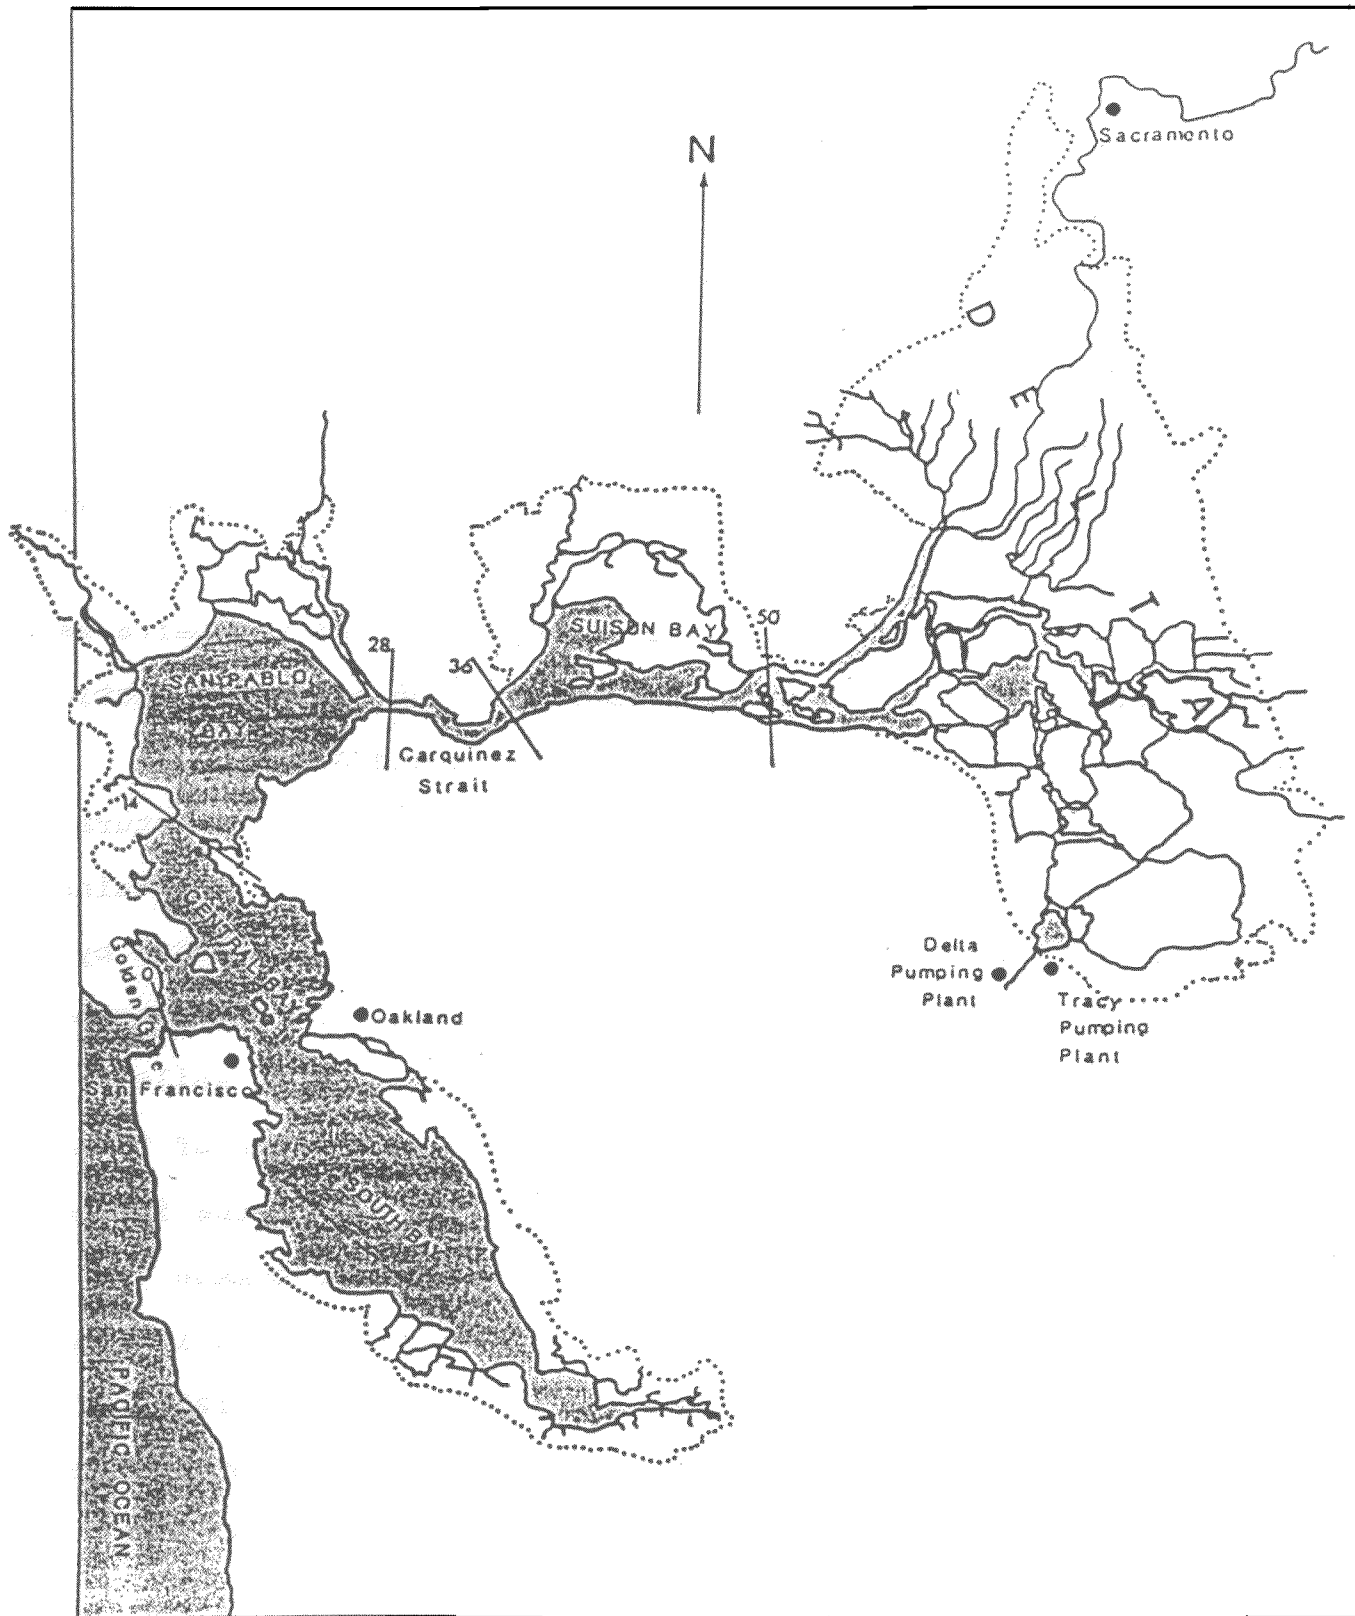 Sacramento
N
D
E
L
T
A
50
SUISUN BAY
28
36
SAN PABLO
BAY
Carquinez
Strait
14
CENTRAL BAY
Delta
Pumping
Plant
Golden G
0
Tracy
Pumping
Plant
Oakland
San Francisco
SOUTH BAY
PACIFIC OCEAN